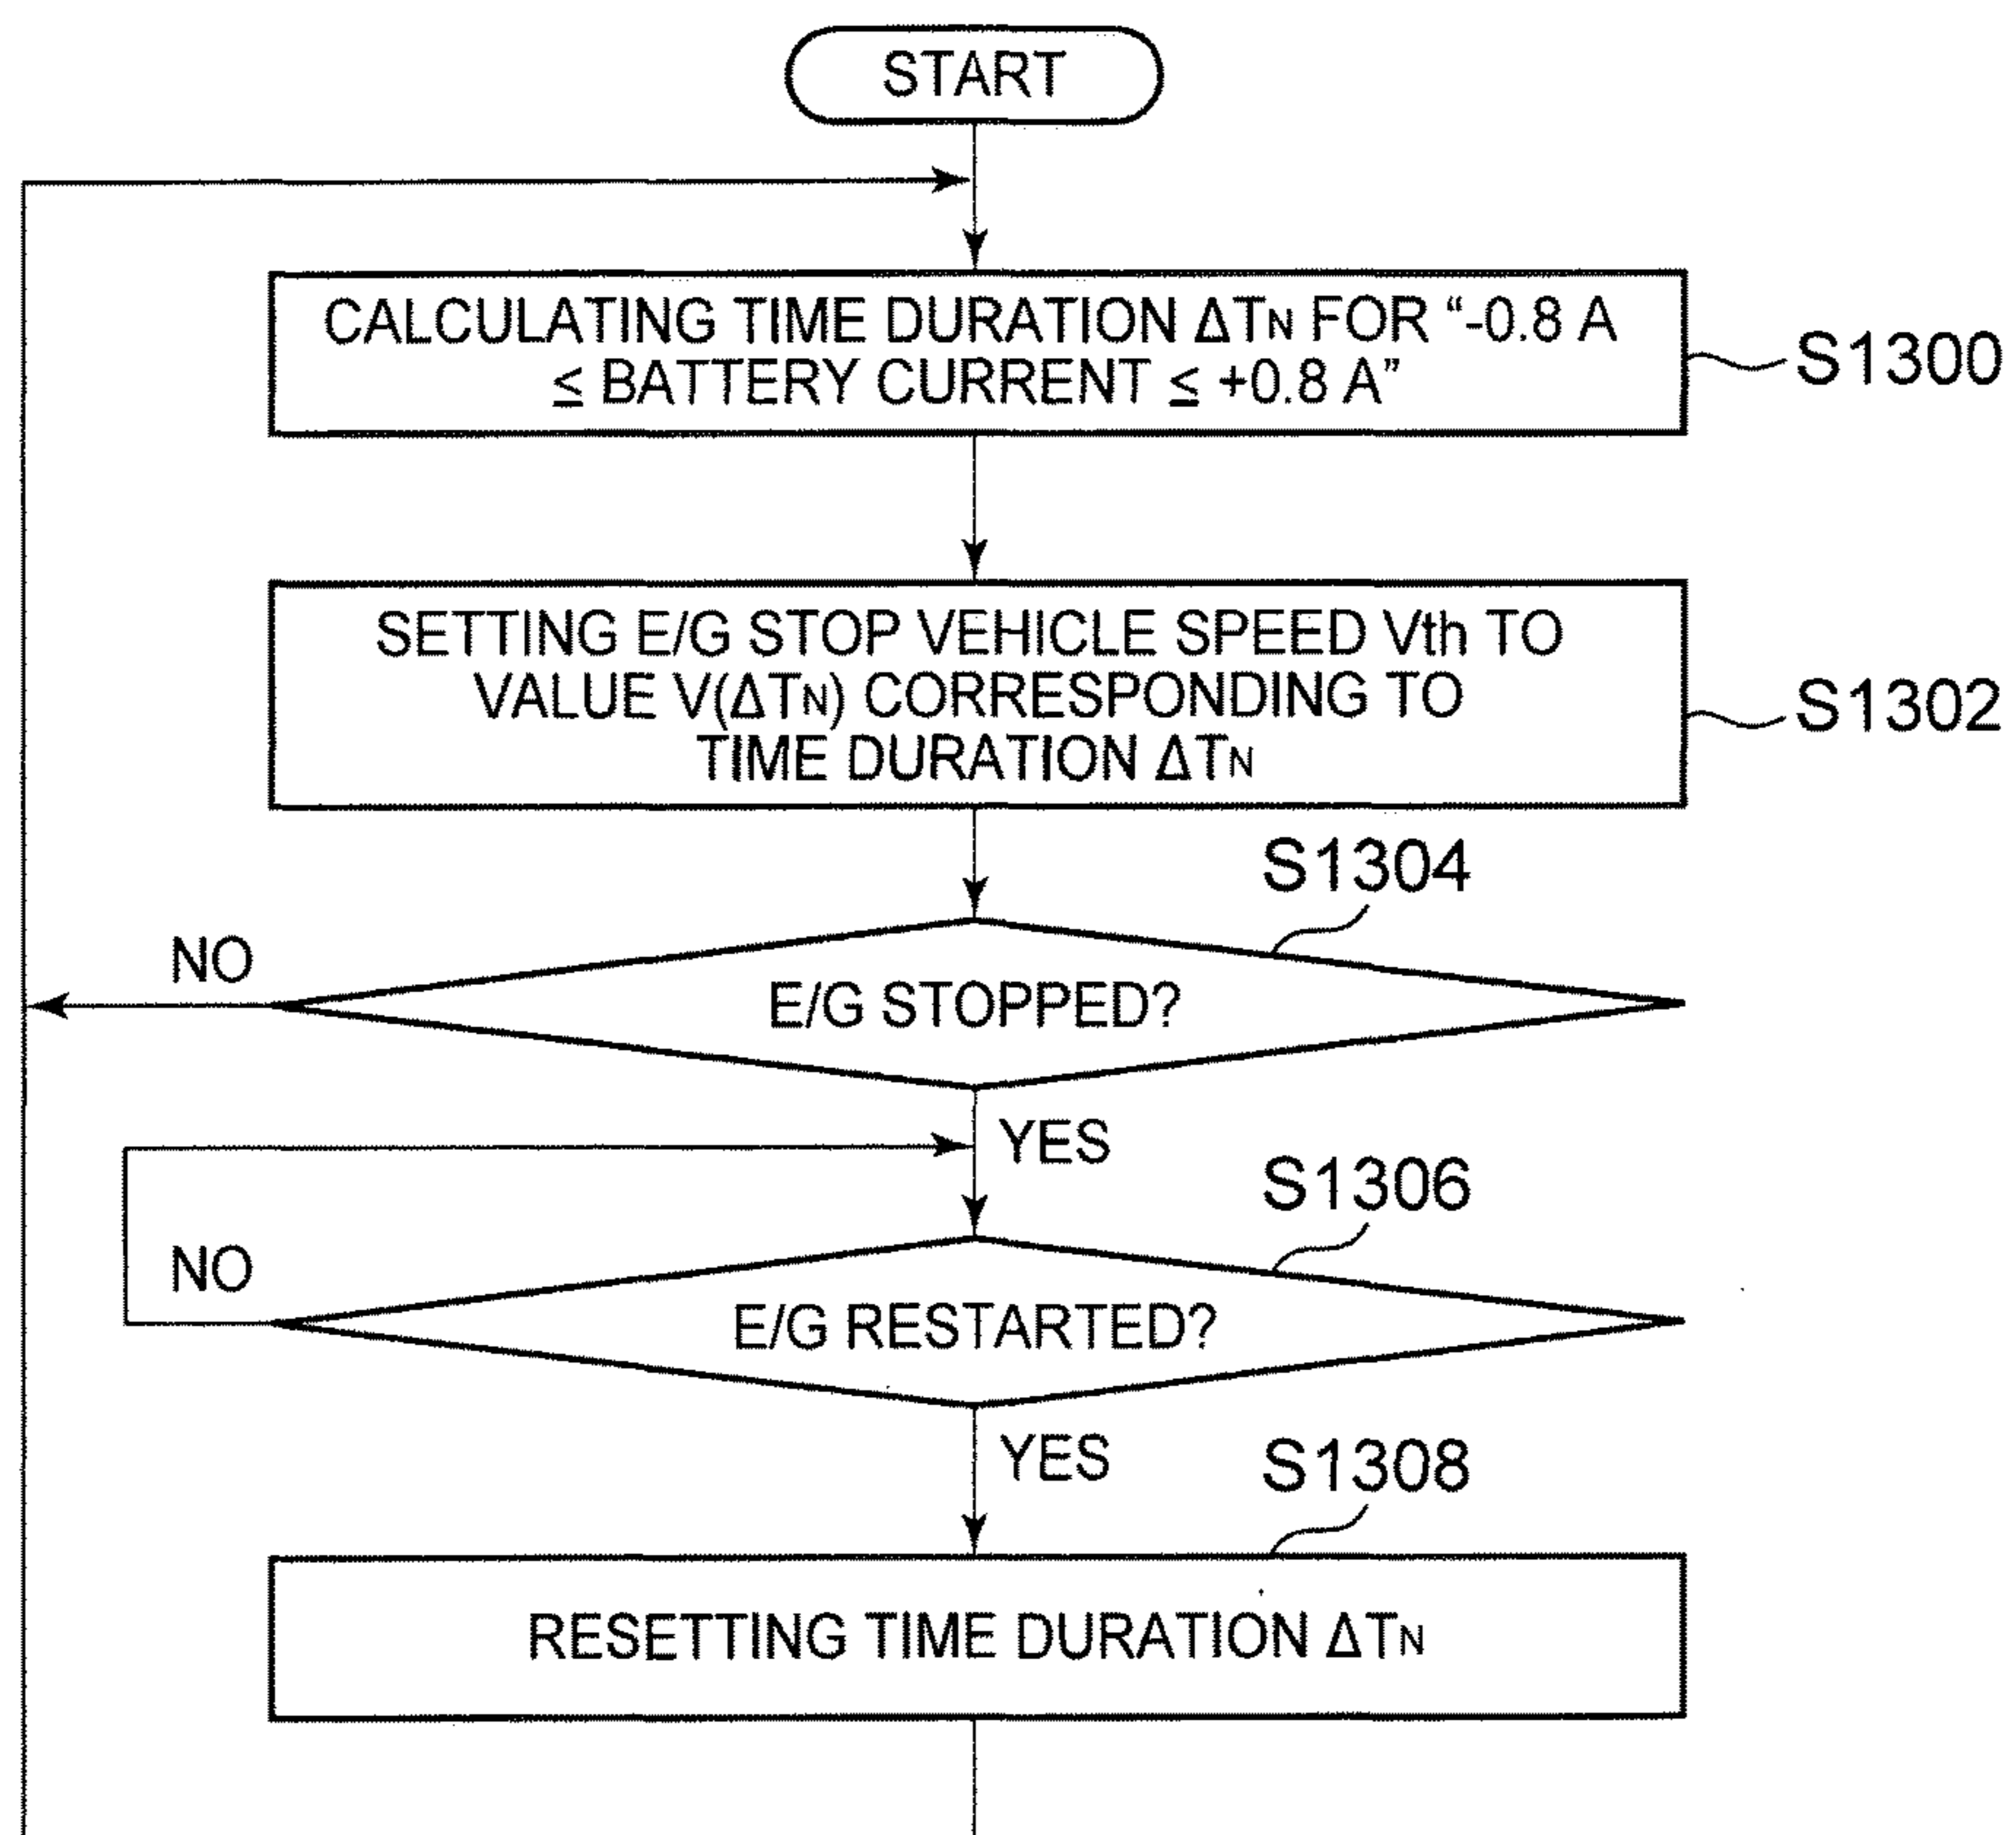 START
CALCULATING TIME DURATION ΔTN FOR “-0.8 A
≤ BATTERY CURRENT ≤ +0.8 A”
S1300
SETTING E/G STOP VEHICLE SPEED Vth TO
VALUE V(ΔTN) CORRESPONDING TO
TIME DURATION ΔTN
S1302
S1304
NO
E/G STOPPED?
YES
S1306
NO
E/G RESTARTED?
YES
S1308
RESETTING TIME DURATION ΔTN